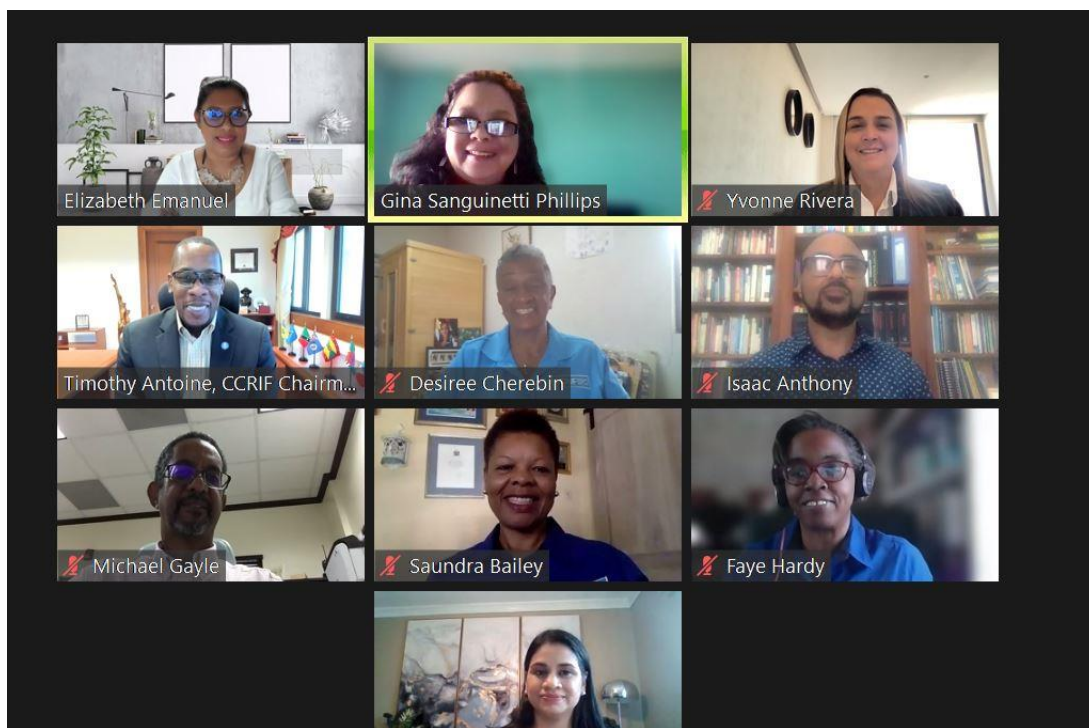 Elizabeth Emanuel
Gina Sanguinetti Phillips
Yvonne Rivera
Timothy Antoine, CCRIF Chairm...
Desiree Cherebin
Isaac Anthony
Michael Gayle
Saundra Bailey
Faye Hardy